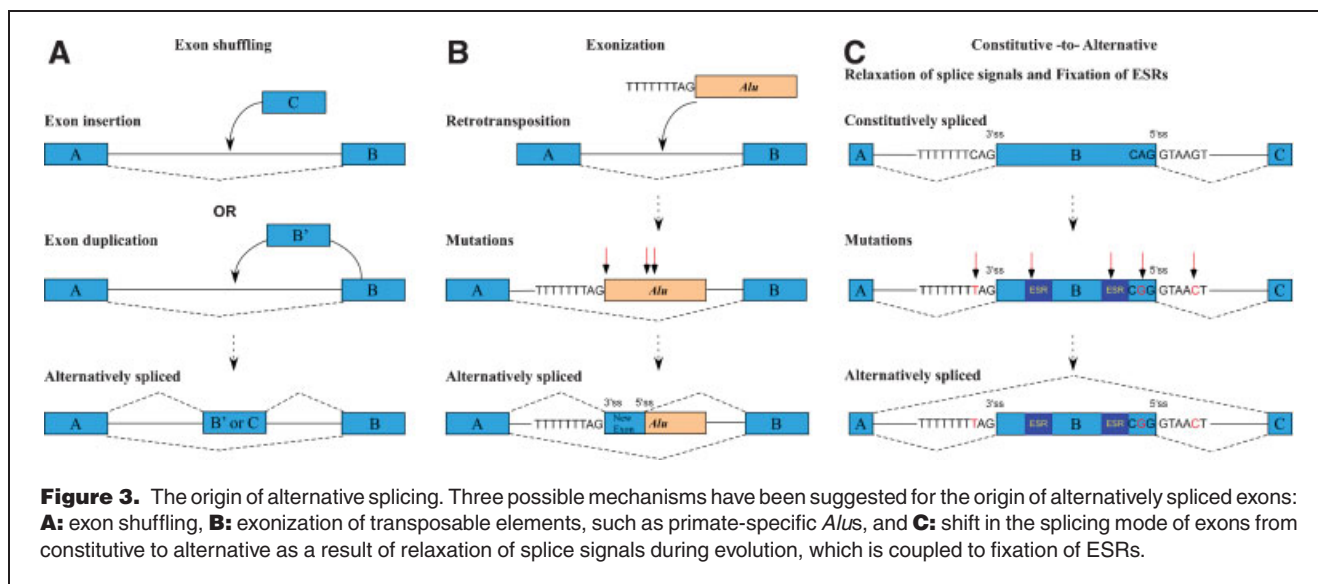 A
Exon shuffling
C
Exon insertion
A
B
OR
Exon duplication
B'
A
B
Alternatively spliced
A
B' or C
B
B
Exonization
TTTTTTTAG
Alu
Retrotransposition
A
B
Mutations
A
TTTTTTTAG
Alu
B
Alternatively spliced
3'ss 5'ss
A
TTTTTTTAG
New
Exon
Alu
B
C
Constitutive -to- Alternative
Relaxation of splice signals and Fixation of ESRs
Constitutively spliced
3'ss 5'ss
A TTTTTTTCAG B CAG GTAAGT C
Mutations
3'ss 5'ss
A TTTTTTTTAG ESR B ESR CGG GTAACT C
Alternatively spliced
3'ss 5'ss
A TTTTTTTTAG ESR B ESR CGG GTAACT C
Figure 3. The origin of alternative splicing. Three possible mechanisms have been suggested for the origin of alternatively spliced exons:
A: exon shuffling, B: exonization of transposable elements, such as primate-specific Alus, and C: shift in the splicing mode of exons from
constitutive to alternative as a result of relaxation of splice signals during evolution, which is coupled to fixation of ESRs.